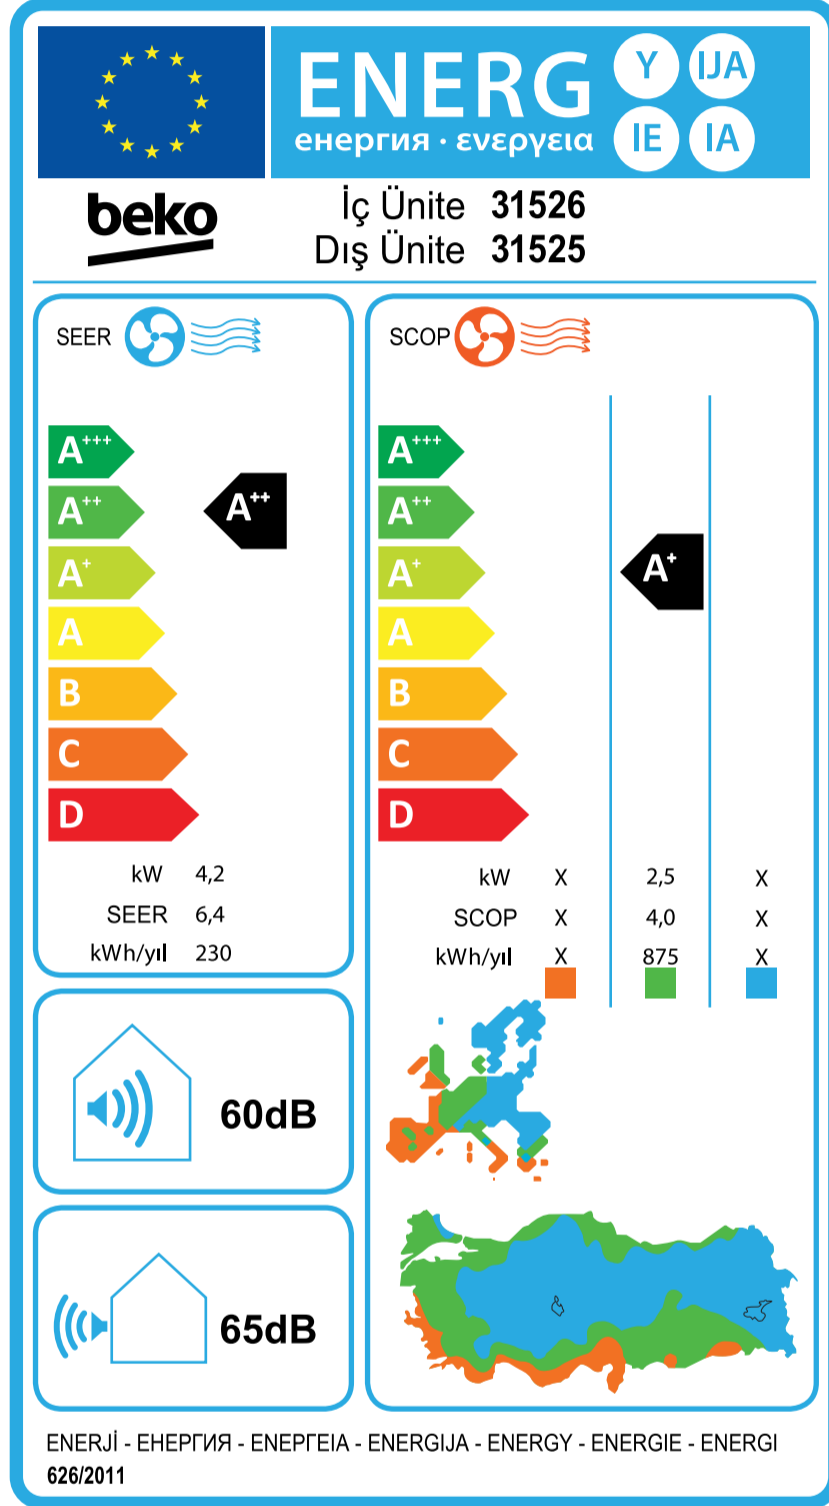 ENERG
енергия · ενεργεια
Y IJA
IE IA
beko
İç Ünite 31526
Dış Ünite 31525
SEER
A+++
A++
A+
A
B
C
D
A++
kW 4,2
SEER 6,4
kWh/yıl 230
SCOP
A+++
A++
A+
A
B
C
D
A+
kW X 2,5 X
SCOP X 4,0 X
kWh/yıl X 875 X
60dB
65dB
ENERJİ - ЕНЕРГИЯ - ΕΝΕΡΓΕΙΑ - ENERGIJA - ENERGY - ENERGIE - ENERGI
626/2011